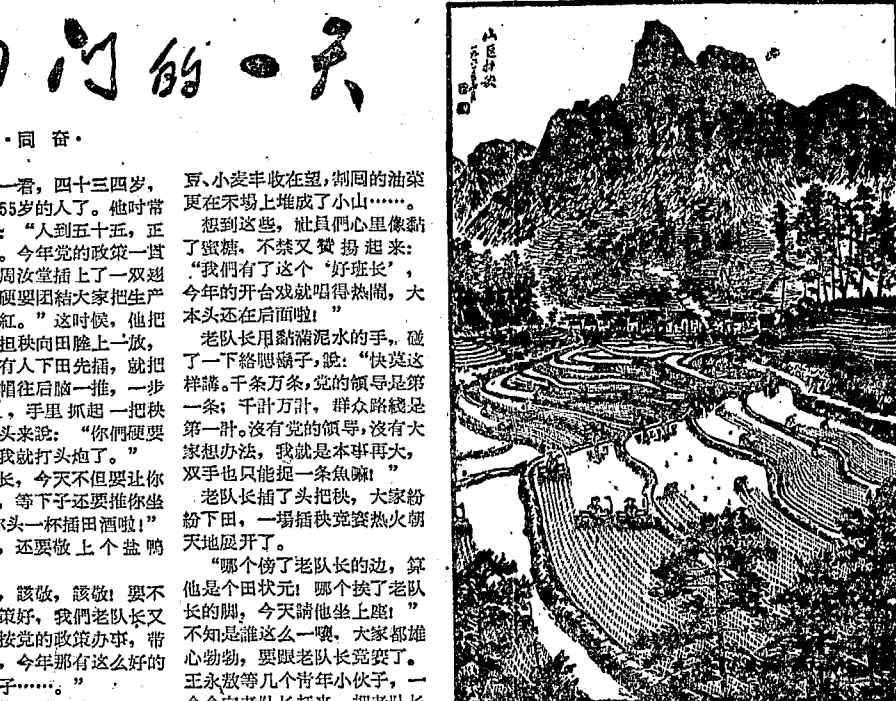 门的一天
·同 奋·
一看，四十三四岁，
55岁的人了。他时常
：“人到五十五，正
。今年党的政策一貫
周汝堂插上了一双翅
硬要团結大家把生产
紅。”这时候，他把
担秧向田塍上一放，
有人下田先插，就把
帽往后脑一推，一步
，手里抓起一把秧
头来說：“你們硬要
我就打头炮了。”
长，今天不但要让你
，等下子还要推你坐
头一杯插田酒啦！”
，还要敬上个盐鴨
，該敬，該敬！要不
策好，我們老队长又
按党的政策办事，带
，今年那有这么好的
子……。”
豆、小麦丰收在望，割回的油菜
更在禾場上堆成了小山……。
想到这些，社員們心里像黏
了蜜糖，不禁又贊揚起来：
“我們有了这个‘好班长’，
今年的开台戏就唱得热鬧，大
本头还在后面啦！”
老队长用黏滿泥水的手，碰
了一下絡腮鬍子，說：“快莫这
样講。千条万条，党的領导是第
一条；千計万計，群众路綫是
第一計。沒有党的領导，沒有大
家想办法，我就是本事再大，
双手也只能捉一条魚嘛！”
老队长插了头把秧，大家紛
紛下田，一場插秧竞賽热火朝
天地展开了。
“哪个傍了老队长的边，算
他是个田状元！哪个挨了老队
长的脚，今天請他坐上座！”
不知是誰这么一嚷，大家都雄
心勃勃，要跟老队长竞賽了。
王永敖等几个青年小伙子，一
山区